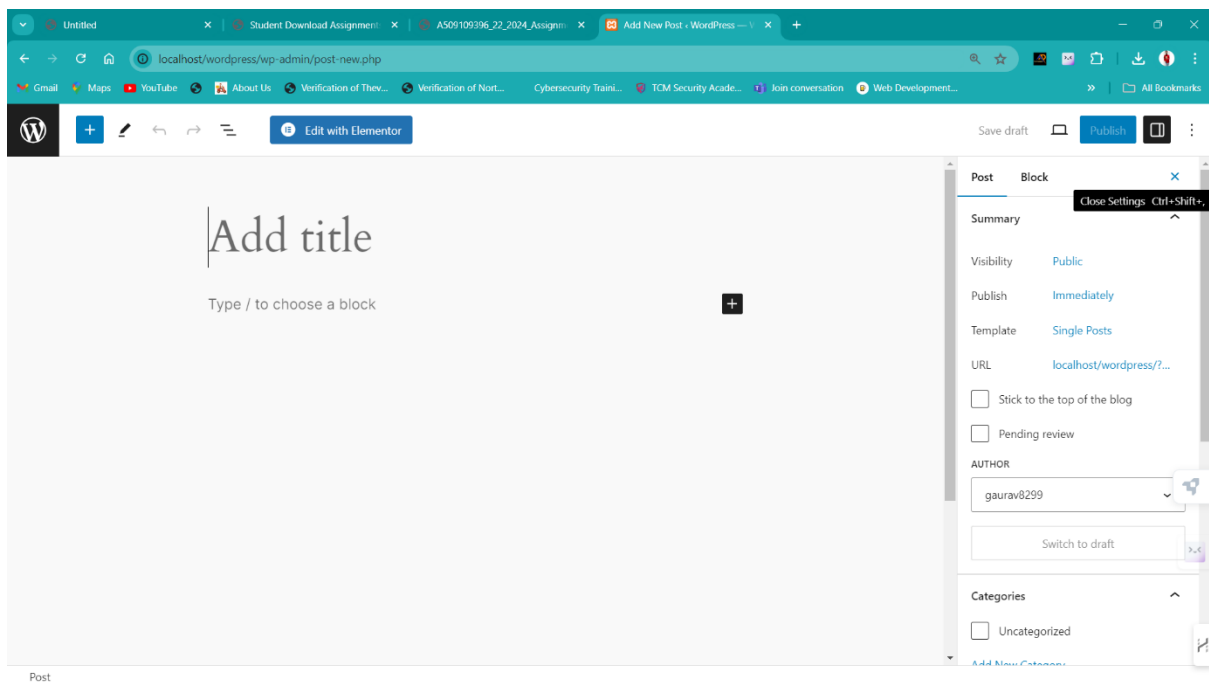 Untitled
Student Download Assignment
A509109396_22_2024_Assignm
Add New Post ‹ WordPress —
localhost/wordpress/wp-admin/post-new.php
Gmail Maps YouTube About Us Verification of Thev... Verification of Nort... Cybersecurity Traini... TCM Security Acade... Join conversation Web Development... » All Bookmarks
Edit with Elementor
Save draft
Publish
Add title
Type / to choose a block
Post Block
Close Settings Ctrl+Shift+,
Summary
Visibility Public
Publish Immediately
Template Single Posts
URL localhost/wordpress/?...
Stick to the top of the blog
Pending review
AUTHOR
gaurav8299
Switch to draft
Categories
Uncategorized
Add New Category
Post